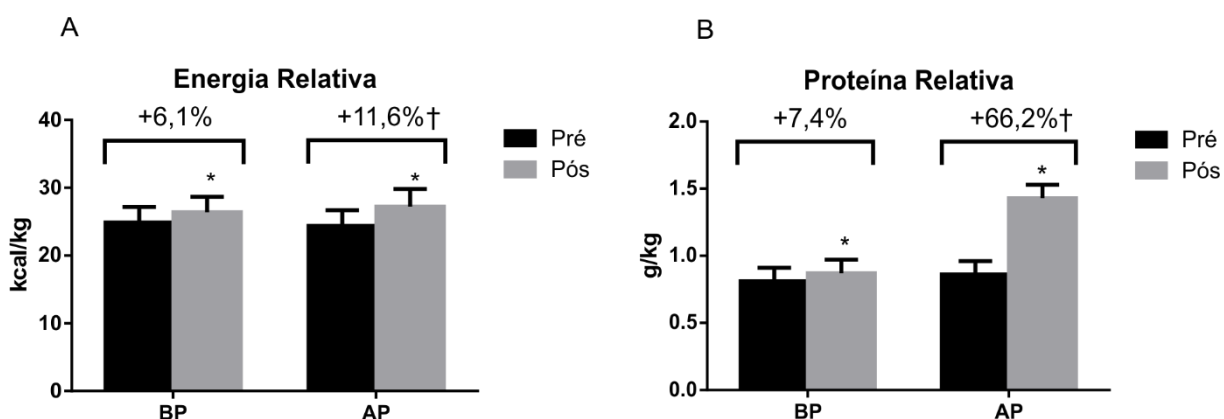 A
Energia Relativa
+6,1%
+11,6%†
40
30
20
10
0
kcal/kg
*
*
BP
AP
Pré
Pós
B
Proteína Relativa
+7,4%
+66,2%†
2.0
1.5
1.0
0.5
0.0
g/kg
*
*
BP
AP
Pré
Pós